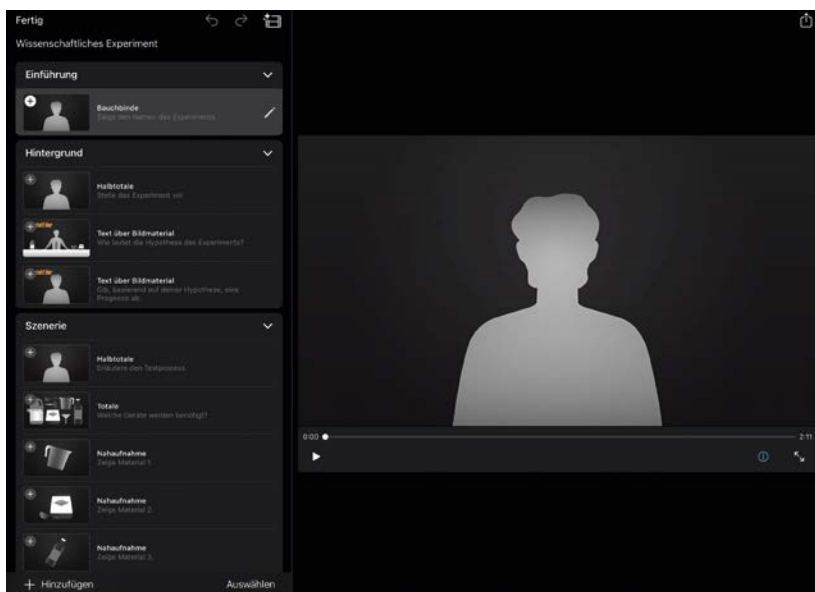 Fertig
Wissenschaftliches Experiment
Einführung
Bauchbinde
Zeige den Namen des Experiments.
Hintergrund
Halbtotale
Stelle das Experiment vor.
Text über Bildmaterial
Wie lautet die Hypothese des Experiments?
Text über Bildmaterial
Gib, basierend auf deiner Hypothese, eine
Prognose ab.
Szenerie
Halbtotale
Erläutere den Testprozess.
Totale
Welche Geräte werden benötigt?
Nahaufnahme
Zeige Material 1.
Nahaufnahme
Zeige Material 2.
Nahaufnahme
Zeige Material 3.
Hinzufügen
Auswählen
0:00
2:11